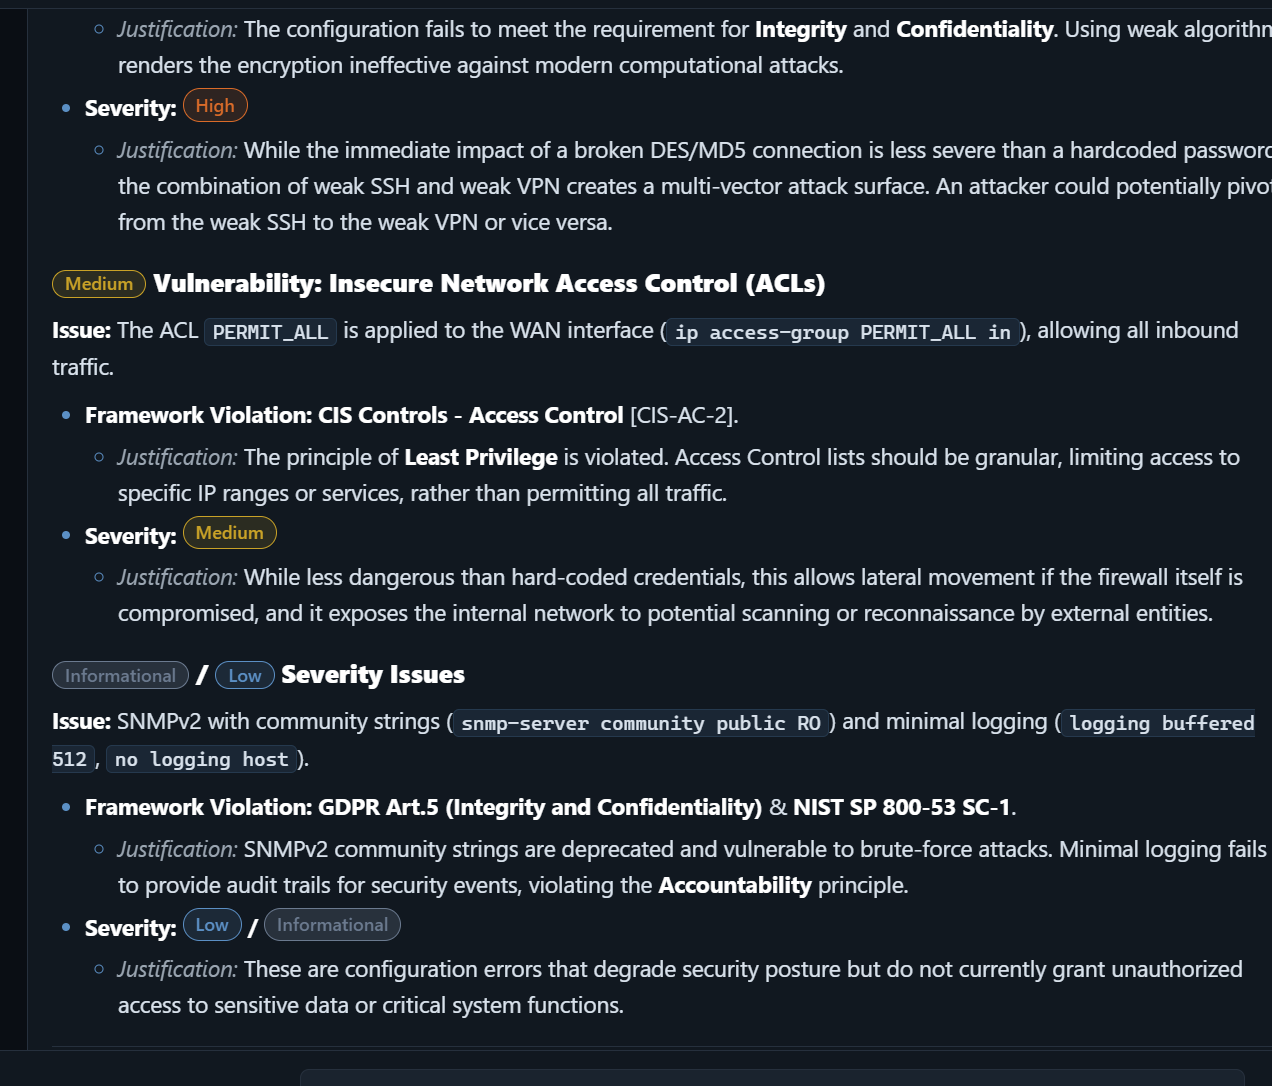 Justification: The configuration fails to meet the requirement for Integrity and Confidentiality. Using weak
renders the encryption ineffective against modern computational attacks.
Severity: High
Justification: While the immediate impact of a broken DES/MD5 connection is less severe than a hardcoded
the combination of weak SSH and weak VPN creates a multi-vector attack surface. An attacker could potentially
from the weak SSH to the weak VPN or vice versa.
Medium Vulnerability: Insecure Network Access Control (ACLs)
Issue: The ACL PERMIT_ALL is applied to the WAN interface (ip access-group PERMIT_ALL in), allowing all inbound
traffic.
Framework Violation: CIS Controls - Access Control [CIS-AC-2].
Justification: The principle of Least Privilege is violated. Access Control lists should be granular, limiting access to
specific IP ranges or services, rather than permitting all traffic.
Severity: Medium
Justification: While less dangerous than hard-coded credentials, this allows lateral movement if the firewall itself is
compromised, and it exposes the internal network to potential scanning or reconnaissance by external entities.
Informational / Low Severity Issues
Issue: SNMPv2 with community strings (snmp-server community public RO) and minimal logging (logging buffered
512, no logging host).
Framework Violation: GDPR Art.5 (Integrity and Confidentiality) & NIST SP 800-53 SC-1.
Justification: SNMPv2 community strings are deprecated and vulnerable to brute-force attacks. Minimal logging fails
to provide audit trails for security events, violating the Accountability principle.
Severity: Low / Informational
Justification: These are configuration errors that degrade security posture but do not currently grant unauthorized
access to sensitive data or critical system functions.